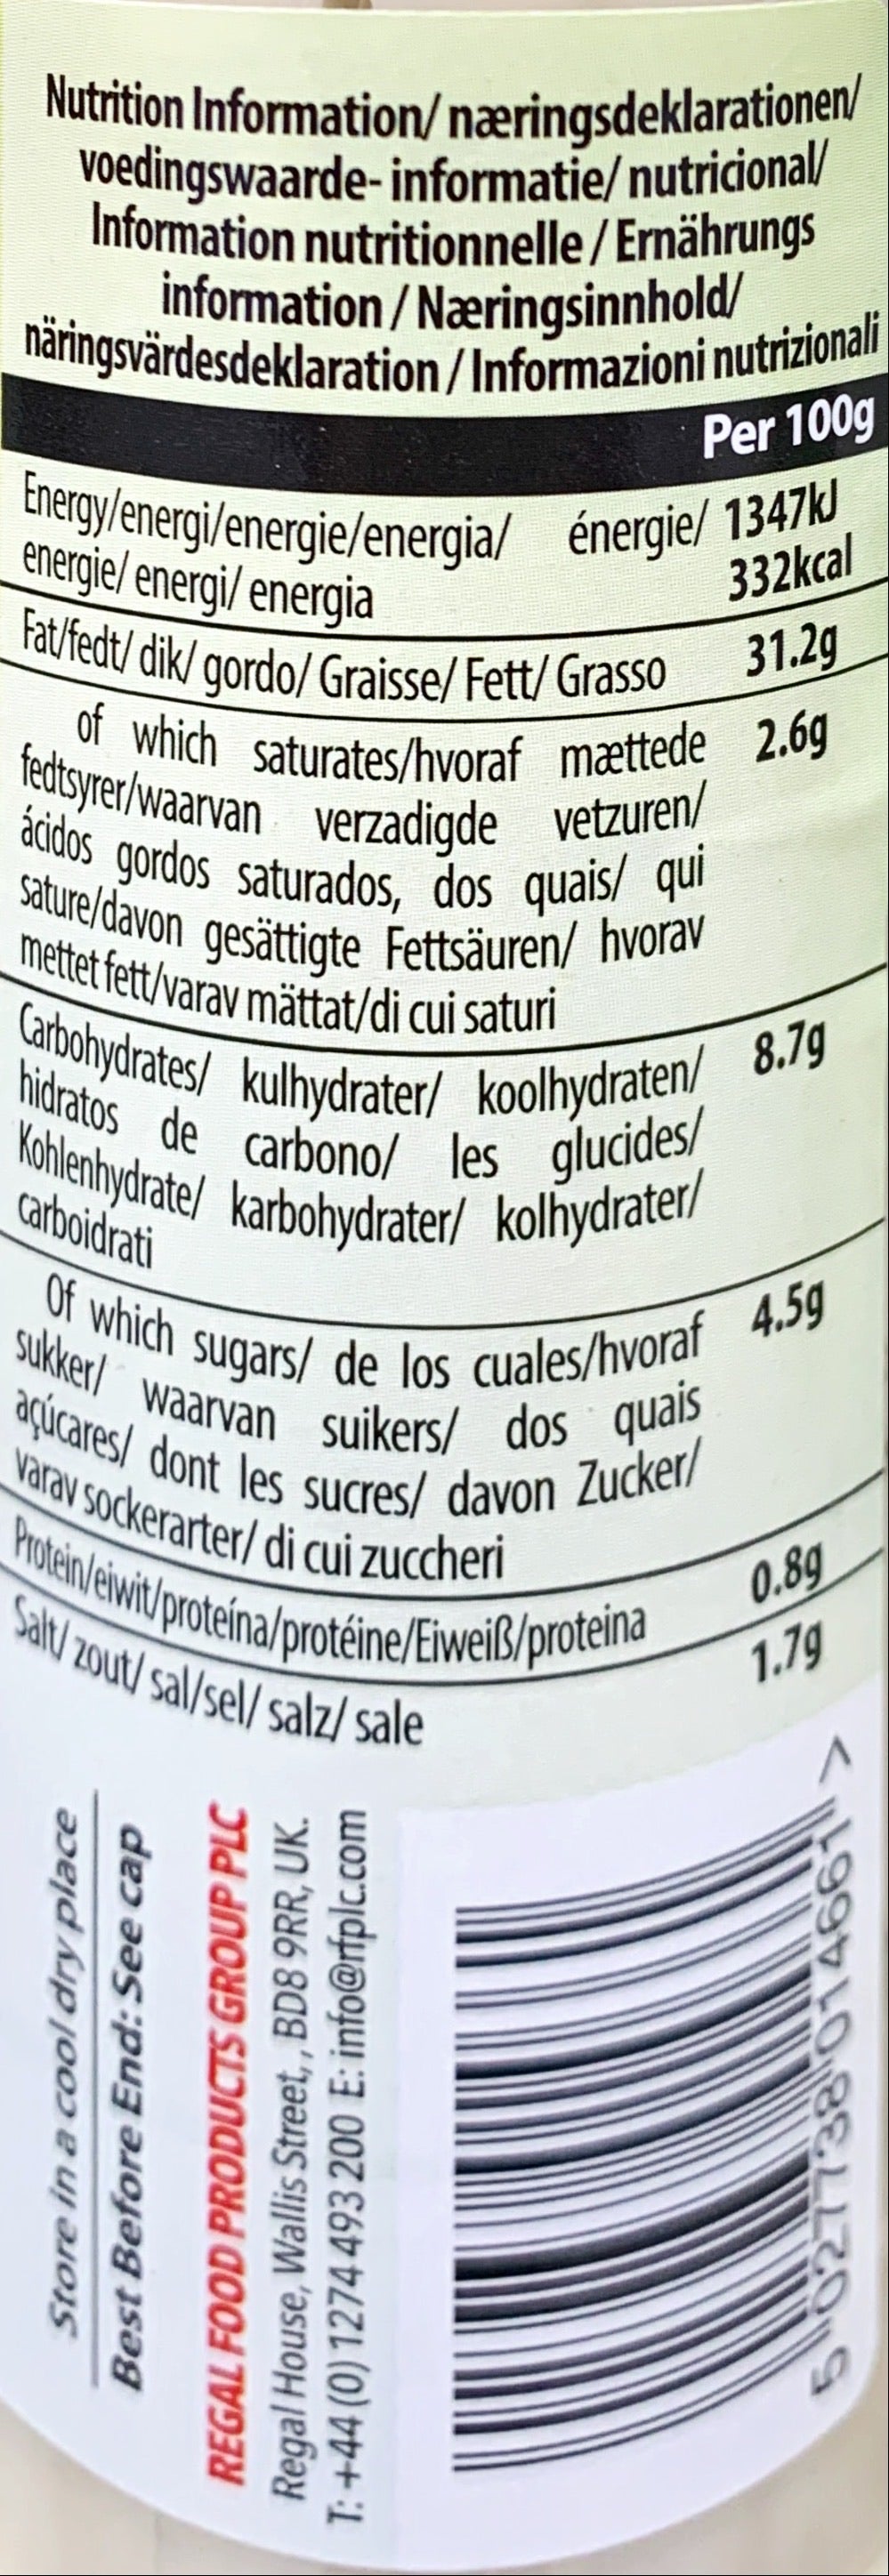 Nutrition Information/ næringsdeklarationen/
voedingswaarde- informatie/ nutricional/
Information nutritionnelle / Ernährungs
information / Næringsinnhold/
näringsvärdesdeklaration / Informazioni nutrizionali
Per 100g
Energy/energi/energie/energia/ énergie/ 1347kJ
energie/ energi/ energia 332kcal
Fat/fedt/ dik/ gordo/ Graisse/ Fett/ Grasso 31.2g
of which saturates/hvoraf mættede 2.6g
fedtsyrer/waarvan verzadigde vetzuren/
ácidos gordos saturados, dos quais/ qui
sature/davon gesättigte Fettsäuren/ hvorav
mettet fett/varav mättat/di cui saturi
Carbohydrates/ kulhydrater/ koolhydraten/ 8.7g
hidratos de carbono/ les glucides/
Kohlenhydrate/ karbohydrater/ kolhydrater/
carboidrati
Of which sugars/ de los cuales/hvoraf 4.5g
sukker/ waarvan suikers/ dos quais
açúcares/ dont les sucres/ davon Zucker/
varav sockerarter/ di cui zuccheri
Protein/eiwit/proteína/protéine/Eiweiß/proteina 0.8g
Salt/ zout/ sal/sel/ salz/ sale 1.7g
Store in a cool dry place
Best Before End: See cap
REGAL FOOD PRODUCTS GROUP PLC
Regal House, Wallis Street, , BD8 9RR, UK.
T: +44 (0) 1274 493 200 E: info@rfplc.com
5 027738 014661 >